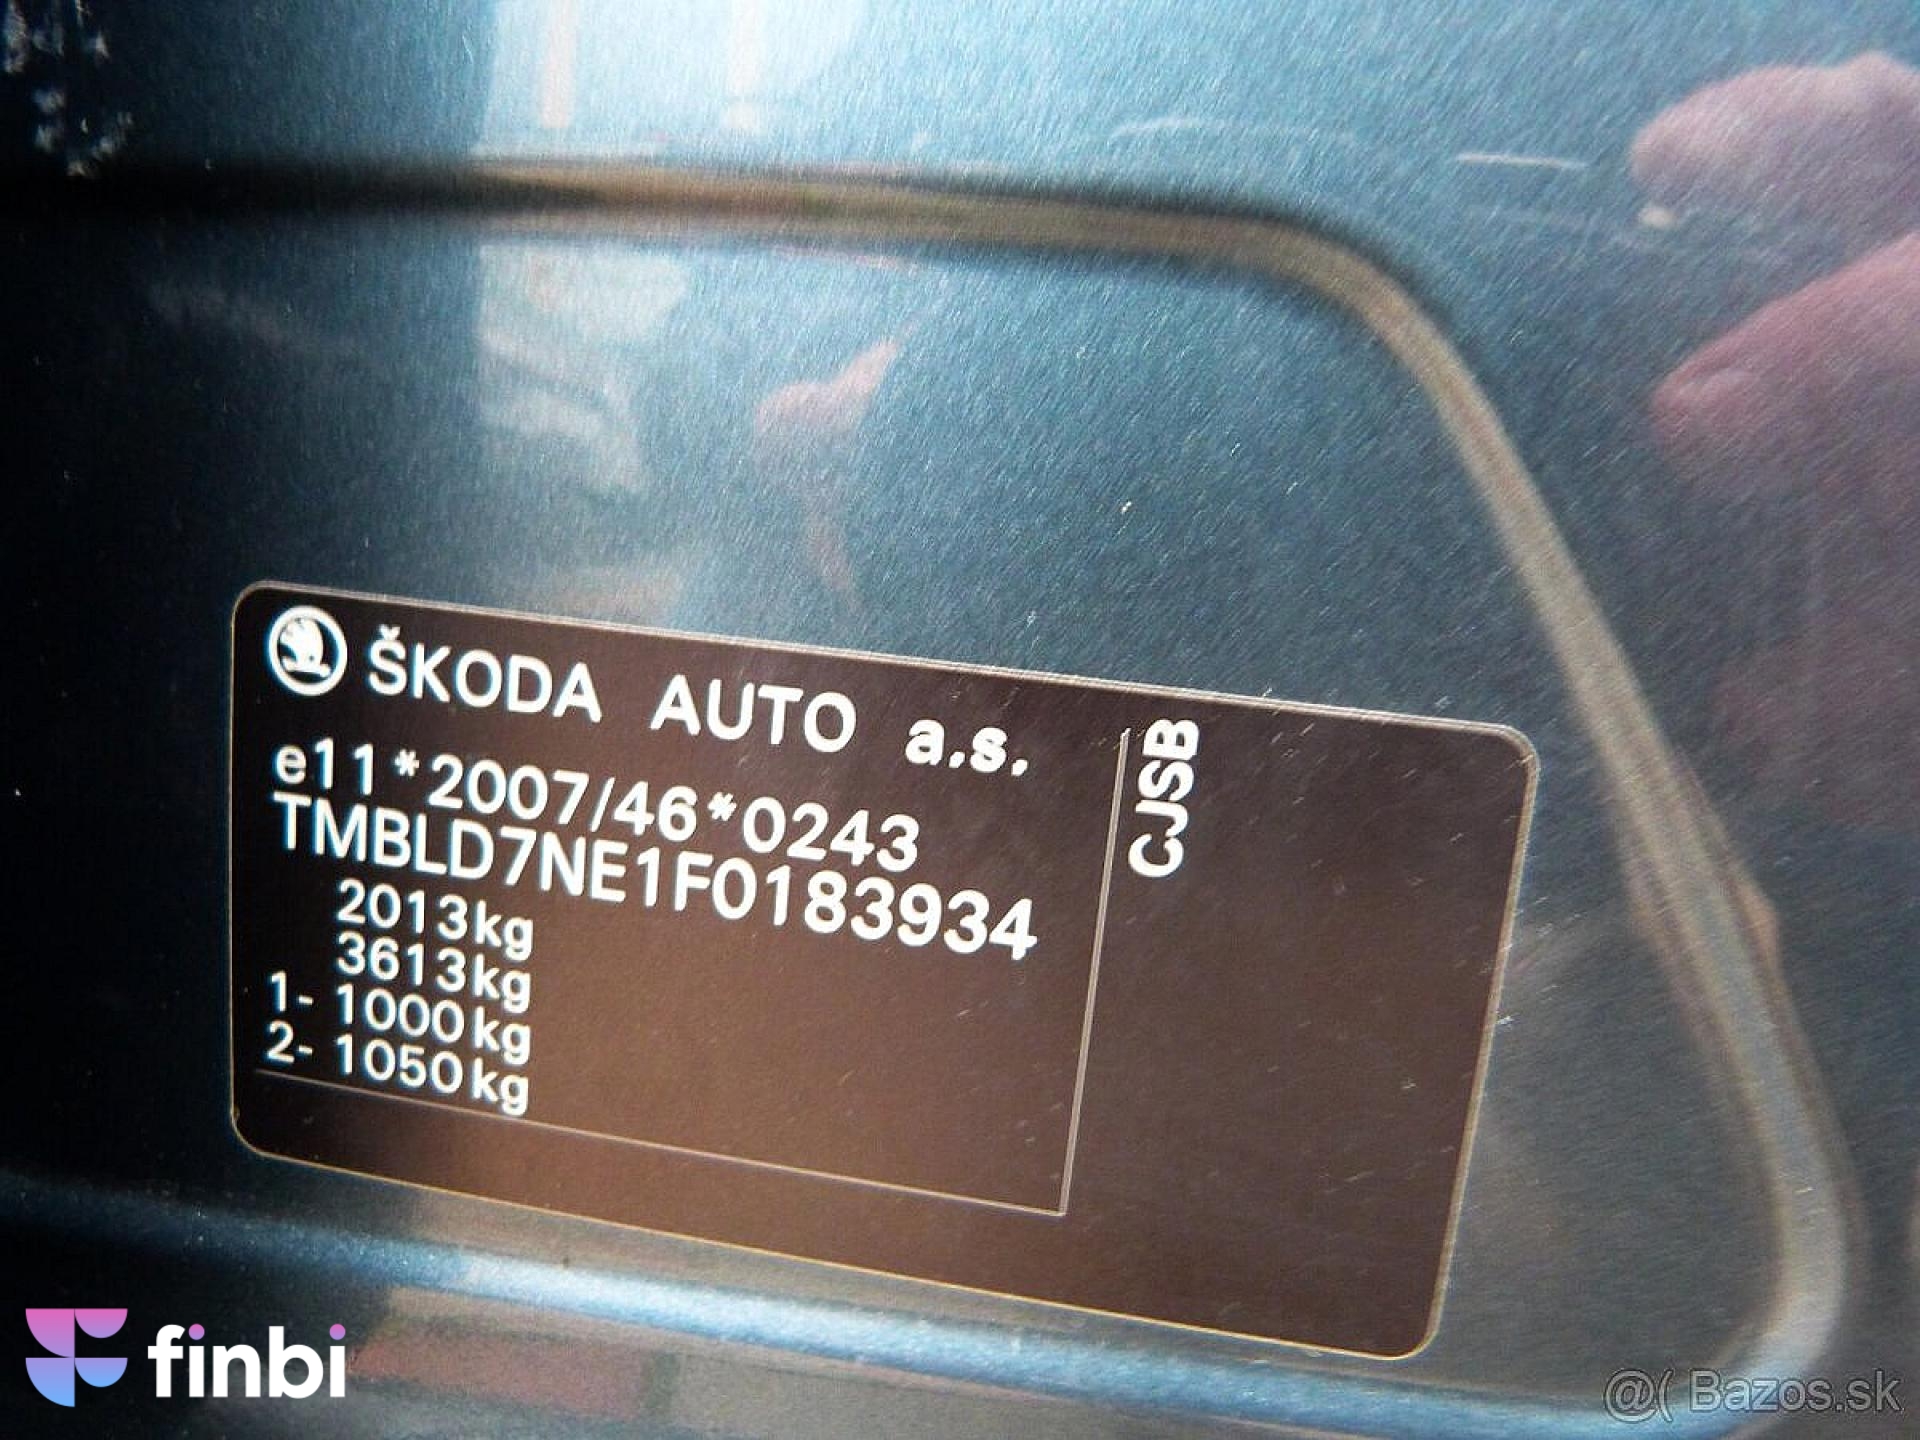 ŠKODA AUTO a.s.
e11*2007/46*0243
TMBLD7NE1F0183934
2013kg
3613kg
1- 1000kg
2- 1050kg
CJSB
finbi
@( Bazos.sk